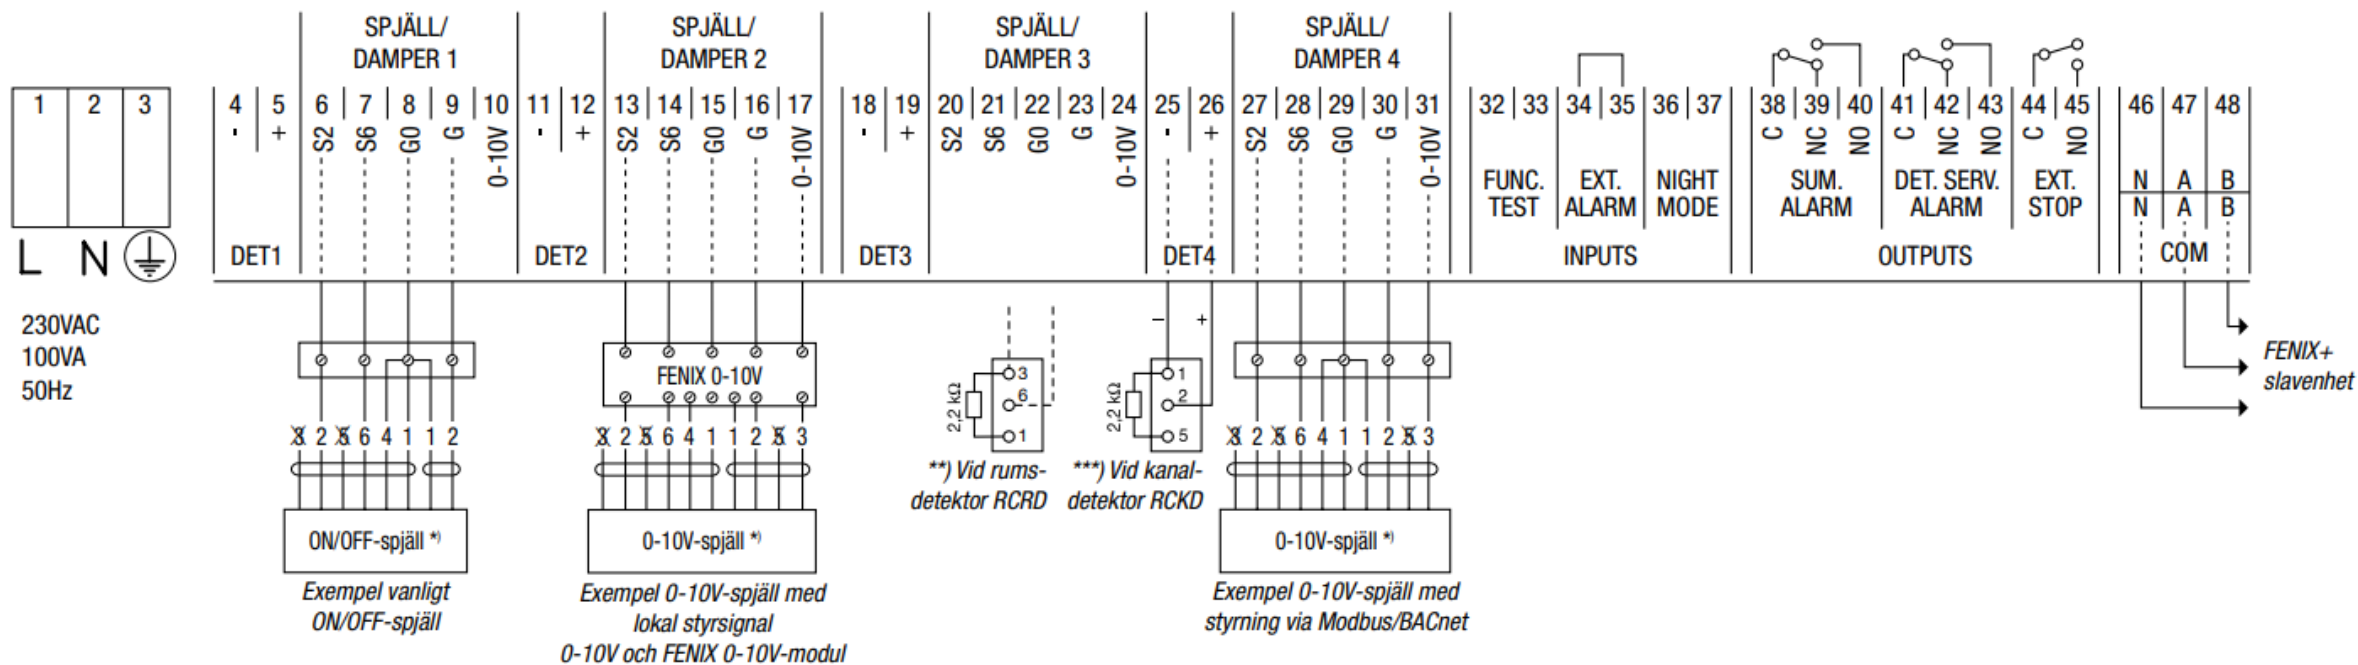 SPJÄLL/ SPJÄLL/ SPJÄLL/ SPJÄLL/
DAMPER 1 DAMPER 2 DAMPER 3 DAMPER 4
1 2 3 4 5 6 7 8 9 10 11 12 13 14 15 16 17 18 19 20 21 22 23 24 25 26 27 28 29 30 31 32 33 34 35 36 37 38 39 40 41 42 43 44 45 46 47 48
- + S2 S6 G0 G 0-10V - + S2 S6 G0 G 0-10V - + S2 S6 G0 G 0-10V - + S2 S6 G0 G 0-10V C NC NO C NC NO C NO
FUNC. EXT. NIGHT SUM. DET. SERV. EXT. N A B
TEST ALARM MODE ALARM ALARM STOP N A B
L N DET1 DET2 DET3 DET4 INPUTS OUTPUTS COM
230VAC
100VA
50Hz
- +
FENIX 0-10V
FENIX+
slavenhet
3 6 1 2,2 kΩ
1 2 5 2,2 kΩ
3 2 5 6 4 1 1 2
3 2 5 6 4 1 1 2 5 3
3 2 5 6 4 1 1 2 5 3
**) Vid rums-
detektor RCRD
***) Vid kanal-
detektor RCKD
ON/OFF-spjäll *) 0-10V-spjäll *) 0-10V-spjäll *)
Exempel vanligt
ON/OFF-spjäll
Exempel 0-10V-spjäll med
lokal styrsignal
0-10V och FENIX 0-10V-modul
Exempel 0-10V-spjäll med
styrning via Modbus/BACnet